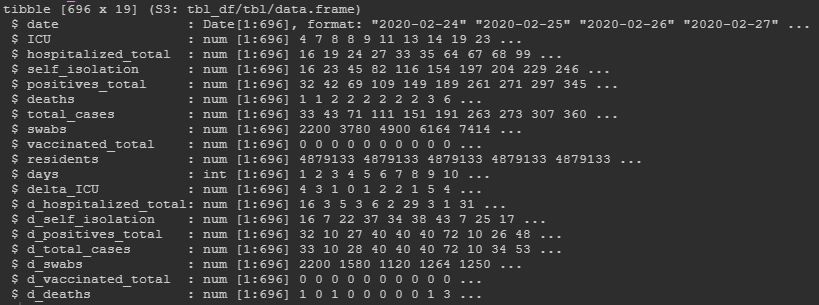 tibble [696 x 19] (S3: tbl_df/tbl/data.frame)
$ date : Date[1:696], format: "2020-02-24" "2020-02-25" "2020-02-26" "2020-02-27" ...
$ ICU : num [1:696] 4 7 8 8 9 11 13 14 19 23 ...
$ hospitalized_total : num [1:696] 16 19 24 27 33 35 64 67 68 99 ...
$ self_isolation : num [1:696] 16 23 45 82 116 154 197 204 229 246 ...
$ positives_total : num [1:696] 32 42 69 109 149 189 261 271 297 345 ...
$ deaths : num [1:696] 1 1 2 2 2 2 2 2 3 6 ...
$ total_cases : num [1:696] 33 43 71 111 151 191 263 273 307 360 ...
$ swabs : num [1:696] 2200 3780 4900 6164 7414 ...
$ vaccinated_total : num [1:696] 0 0 0 0 0 0 0 0 0 0 ...
$ residents : num [1:696] 4879133 4879133 4879133 4879133 4879133 ...
$ days : int [1:696] 1 2 3 4 5 6 7 8 9 10 ...
$ delta_ICU : num [1:696] 4 3 1 0 1 2 2 1 5 4 ...
$ d_hospitalized_total: num [1:696] 16 3 5 3 6 2 29 3 1 31 ...
$ d_self_isolation : num [1:696] 16 7 22 37 34 38 43 7 25 17 ...
$ d_positives_total : num [1:696] 32 10 27 40 40 40 72 10 26 48 ...
$ d_total_cases : num [1:696] 33 10 28 40 40 40 72 10 34 53 ...
$ d_swabs : num [1:696] 2200 1580 1120 1264 1250 ...
$ d_vaccinated_total : num [1:696] 0 0 0 0 0 0 0 0 0 0 ...
$ d_deaths : num [1:696] 1 0 1 0 0 0 0 0 1 3 ...